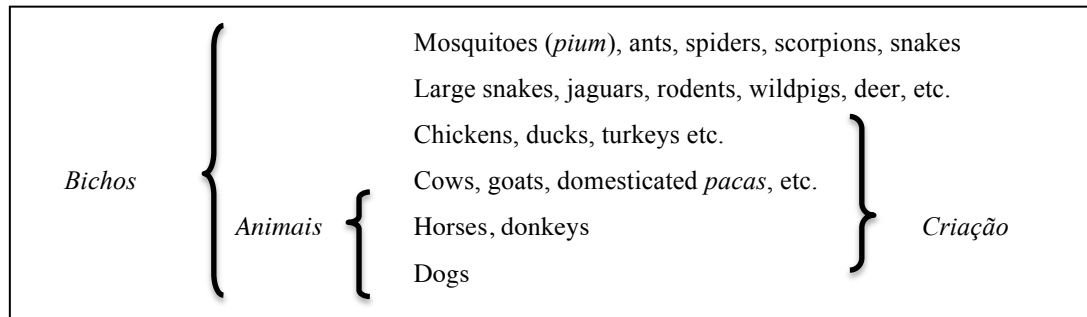 Mosquitoes (pium), ants, spiders, scorpions, snakes
Large snakes, jaguars, rodents, wildpigs, deer, etc.
Chickens, ducks, turkeys etc.
Bichos Cows, goats, domesticated pacas, etc.
Animais Horses, donkeys Criação
Dogs